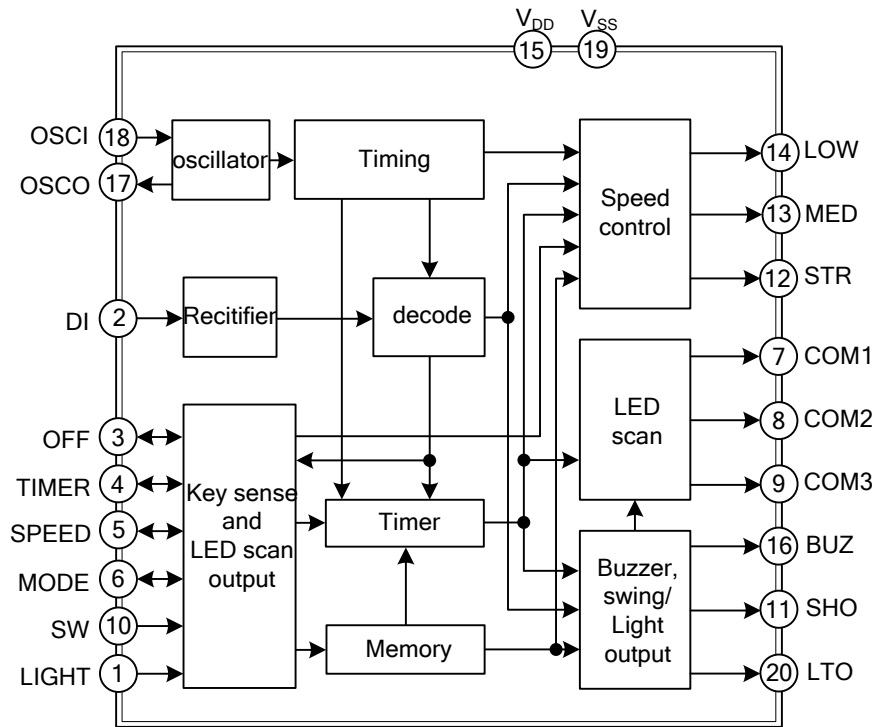 VDD
VSS
15
19
OSCI
18
OSCO
17
oscillator
Timing
Speed
control
14
LOW
13
MED
12
STR
DI
2
Recitifier
decode
LED
scan
7
COM1
8
COM2
9
COM3
OFF
3
TIMER
4
SPEED
5
MODE
6
SW
10
LIGHT
1
Key sense
and
LED scan
output
Timer
Memory
Buzzer,
swing/
Light
output
16
BUZ
11
SHO
20
LTO